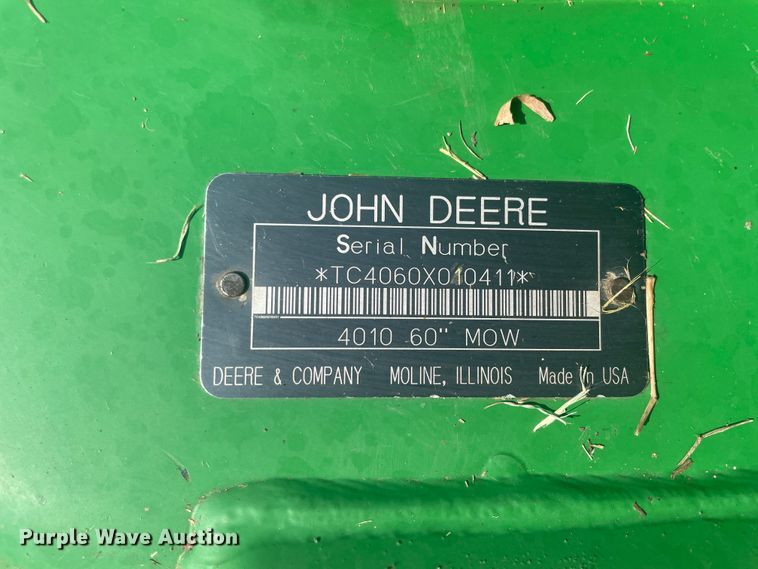 JOHN DEERE
Serial Number
*TC4060X010411*
4010 60" MOW
DEERE & COMPANY MOLINE, ILLINOIS Made in USA
Purple Wave Auction